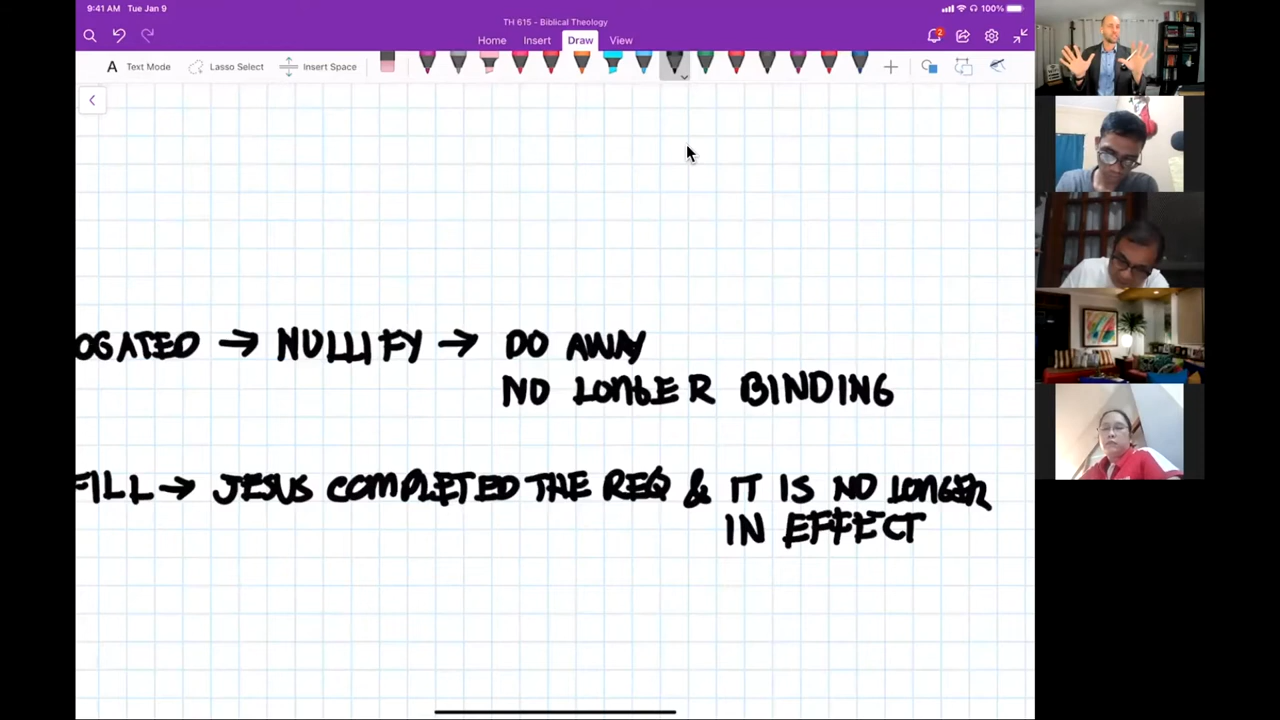 9:41 AM Tue Jan 9
100%
TH 615 - Biblical Theology
Home Insert Draw View
2
Text Mode Lasso Select Insert Space
OGATED → NULLIFY → DO AWAY
NO LONGER BINDING
FILL → JESUS COMPLETED THE REQ & IT IS NO LONGER
IN EFFECT